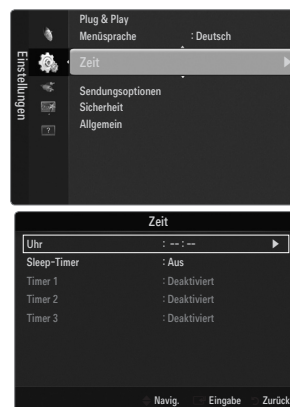 Plug & Play
Menüsprache : Deutsch
Zeit
Sendungsoptionen
Sicherheit
Allgemein
Einstellungen
Zeit
Uhr : -- : --
Sleep-Timer : Aus
Timer 1 : Deaktiviert
Timer 2 : Deaktiviert
Timer 3 : Deaktiviert
Navig. Eingabe Zurück